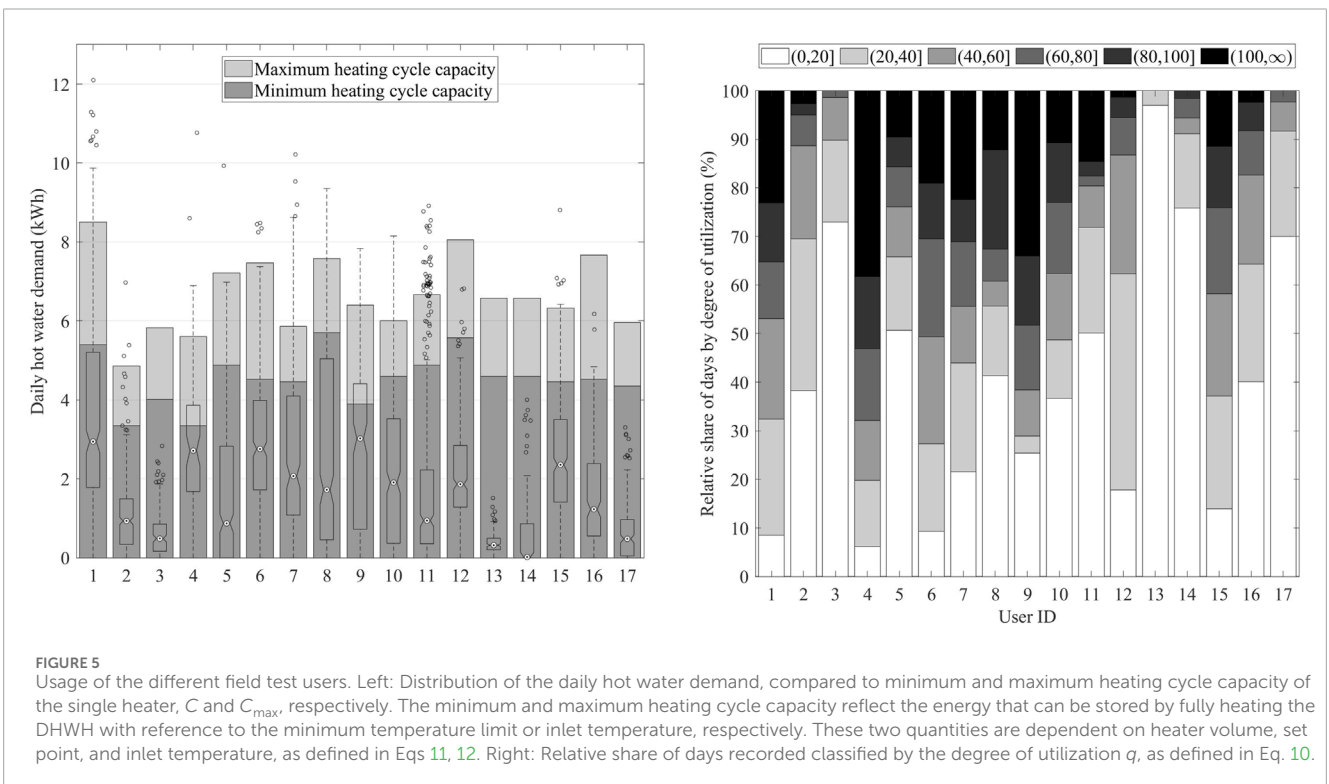 Maximum heating cycle capacity
Minimum heating cycle capacity
Daily hot water demand (kWh)
12
10
8
6
4
2
0
1 2 3 4 5 6 7 8 9 10 11 12 13 14 15 16 17
(0,20] (20,40] (40,60] (60,80] (80,100] (100,∞)
Relative share of days by degree of utilization (%)
100
90
80
70
60
50
40
30
20
10
0
1 2 3 4 5 6 7 8 9 10 11 12 13 14 15 16 17
User ID
FIGURE 5
Usage of the different field test users. Left: Distribution of the daily hot water demand, compared to minimum and maximum heating cycle capacity of
the single heater, C and Cmax, respectively. The minimum and maximum heating cycle capacity reflect the energy that can be stored by fully heating the
DHWH with reference to the minimum temperature limit or inlet temperature, respectively. These two quantities are dependent on heater volume, set
point, and inlet temperature, as defined in Eqs 11, 12. Right: Relative share of days recorded classified by the degree of utilization q, as defined in Eq. 10.